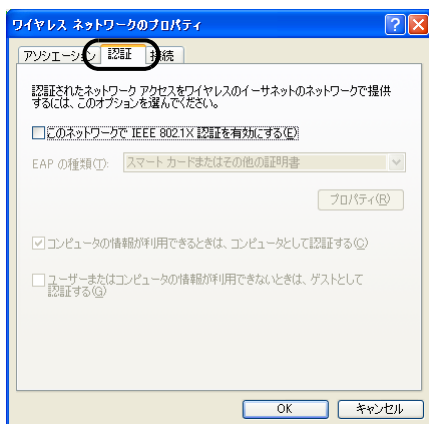 ワイヤレス ネットワークのプロパティ
アソシエーション 認証 接続
認証されたネットワーク アクセスをワイヤレスのイーサネットのネットワークで提供
するには、このオプションを選んでください。
このネットワークで IEEE 802.1X 認証を有効にする(E)
EAP の種類(T): スマート カードまたはその他の証明書
プロパティ(R)
コンピュータの情報が利用できるときは、コンピュータとして認証する(C)
ユーザーまたはコンピュータの情報が利用できないときは、ゲストとして
認証する(G)
OK キャンセル